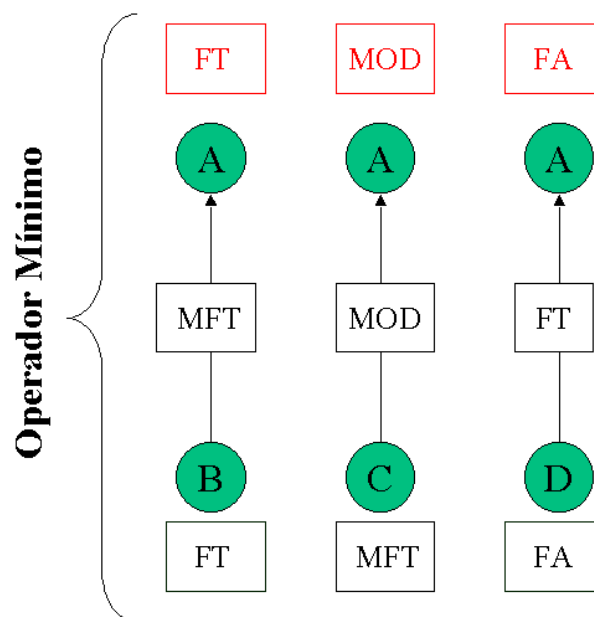 Operador Mínimo
FT MOD FA
A A A
MFT MOD FT
B C D
FT MFT FA